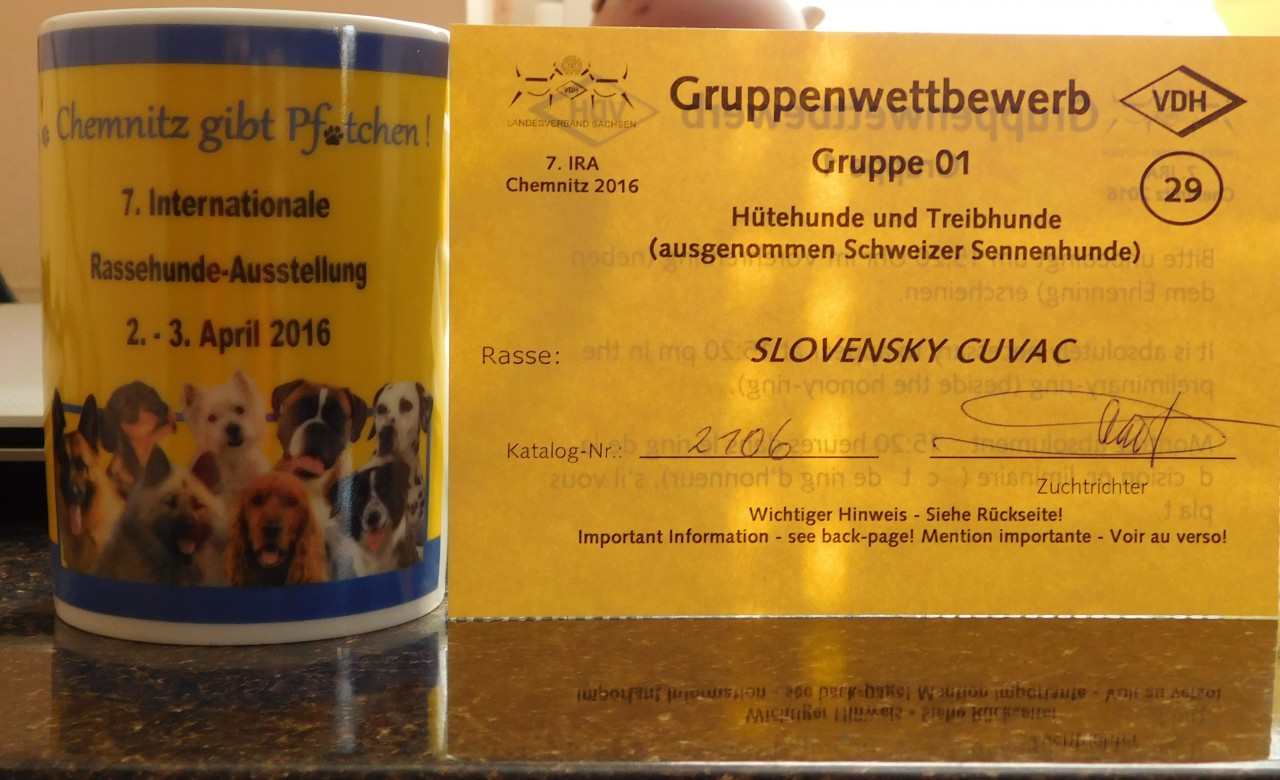 Chemnitz gibt Pfötchen!
7. Internationale
Rassehunde-Ausstellung
2. - 3. April 2016
VDH
LANDESVERBAND SACHSEN
7. IRA
Chemnitz 2016
Gruppenwettbewerb
VDH
Gruppe 01
29
Hütehunde und Treibhunde
(ausgenommen Schweizer Sennenhunde)
Rasse: SLOVENSKY CUVAC
Katalog-Nr.: 2706
Zuchtrichter
Wichtiger Hinweis - Siehe Rückseite!
Important Information - see back-page! Mention importante - Voir au verso!